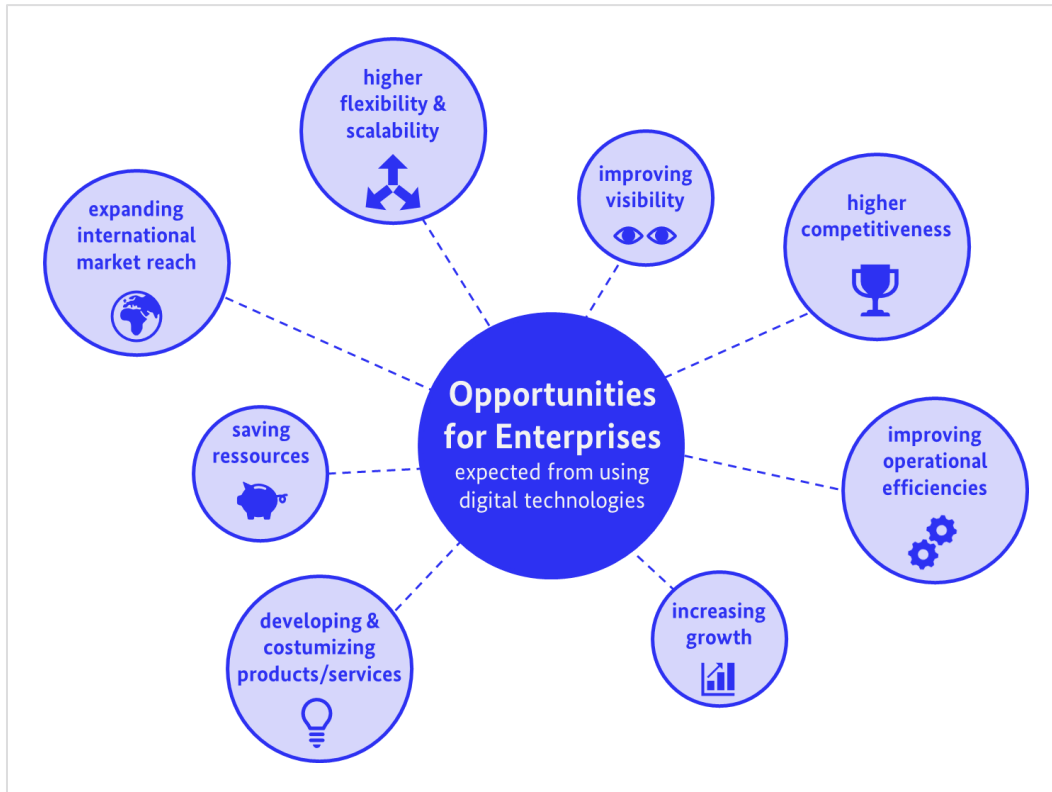 higher
flexibility &
scalability
improving
visibility
higher
competitiveness
expanding
international
market reach
Opportunities
for Enterprises
expected from using
digital technologies
saving
ressources
improving
operational
efficiencies
developing &
costumizing
products/services
increasing
growth